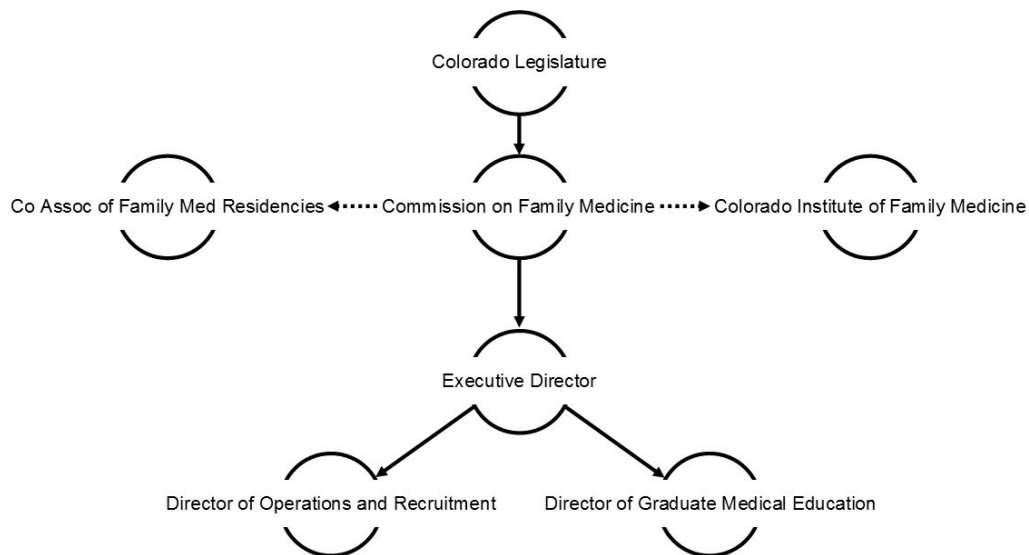 Colorado Legislature
Co Assoc of Family Med Residencies
Commission on Family Medicine
Colorado Institute of Family Medicine
Executive Director
Director of Operations and Recruitment
Director of Graduate Medical Education